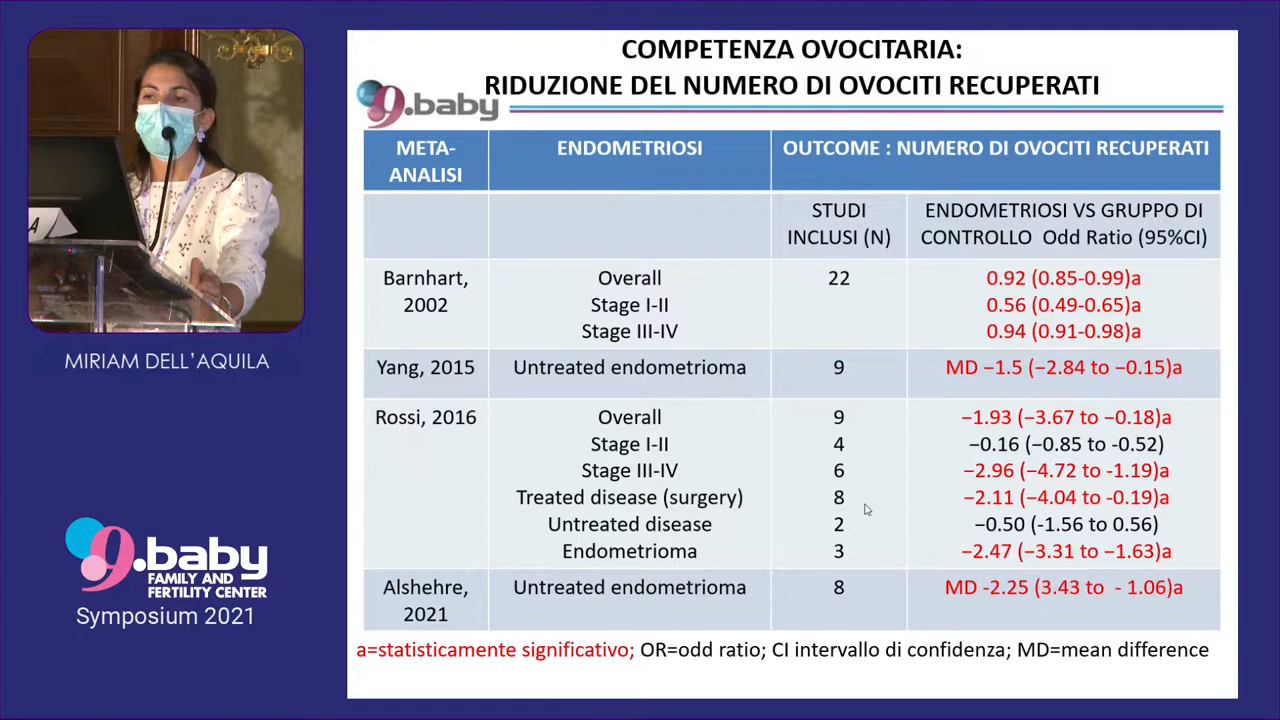 COMPETENZA OVOCITARIA:
RIDUZIONE DEL NUMERO DI OVOCITI RECUPERATI
9.baby
META-
ANALISI
ENDOMETRIOSI
OUTCOME : NUMERO DI OVOCITI RECUPERATI
STUDI
INCLUSI (N)
ENDOMETRIOSI VS GRUPPO DI
CONTROLLO Odd Ratio (95%CI)
Barnhart,
2002
Overall 22 0.92 (0.85-0.99)a
Stage I-II 0.56 (0.49-0.65)a
Stage III-IV 0.94 (0.91-0.98)a
Yang, 2015 Untreated endometrioma 9 MD −1.5 (−2.84 to −0.15)a
Rossi, 2016 Overall 9 −1.93 (−3.67 to −0.18)a
Stage I-II 4 −0.16 (−0.85 to -0.52)
Stage III-IV 6 −2.96 (−4.72 to -1.19)a
Treated disease (surgery) 8 −2.11 (−4.04 to -0.19)a
Untreated disease 2 −0.50 (-1.56 to 0.56)
Endometrioma 3 −2.47 (−3.31 to −1.63)a
Alshehre,
2021
Untreated endometrioma 8 MD -2.25 (3.43 to - 1.06)a
a=statisticamente significativo; OR=odd ratio; CI intervallo di confidenza; MD=mean difference
A
MIRIAM DELL'AQUILA
9.baby
FAMILY AND
FERTILITY CENTER
Symposium 2021